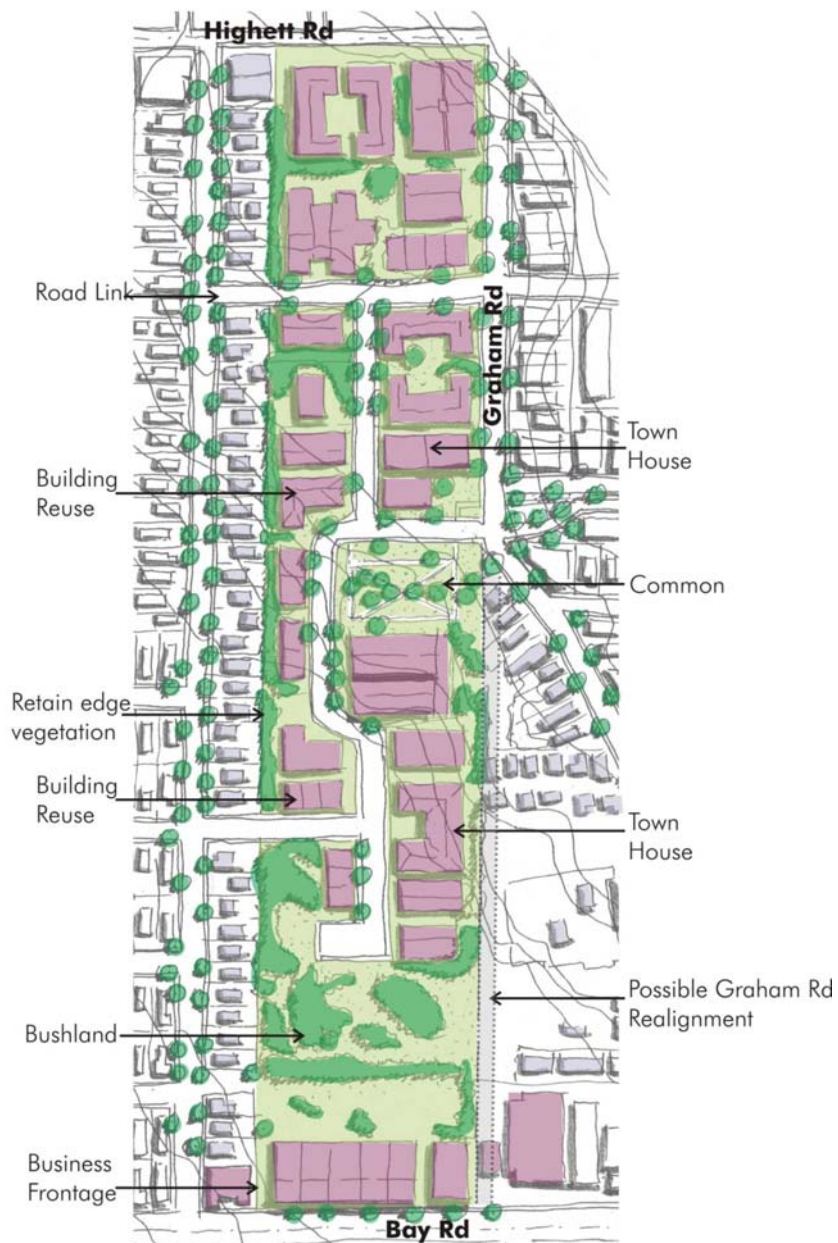 Highett Rd
Road Link
Graham Rd
Town
House
Building
Reuse
Common
Retain edge
vegetation
Building
Reuse
Town
House
Possible Graham Rd
Realignment
Bushland
Business
Frontage
Bay Rd